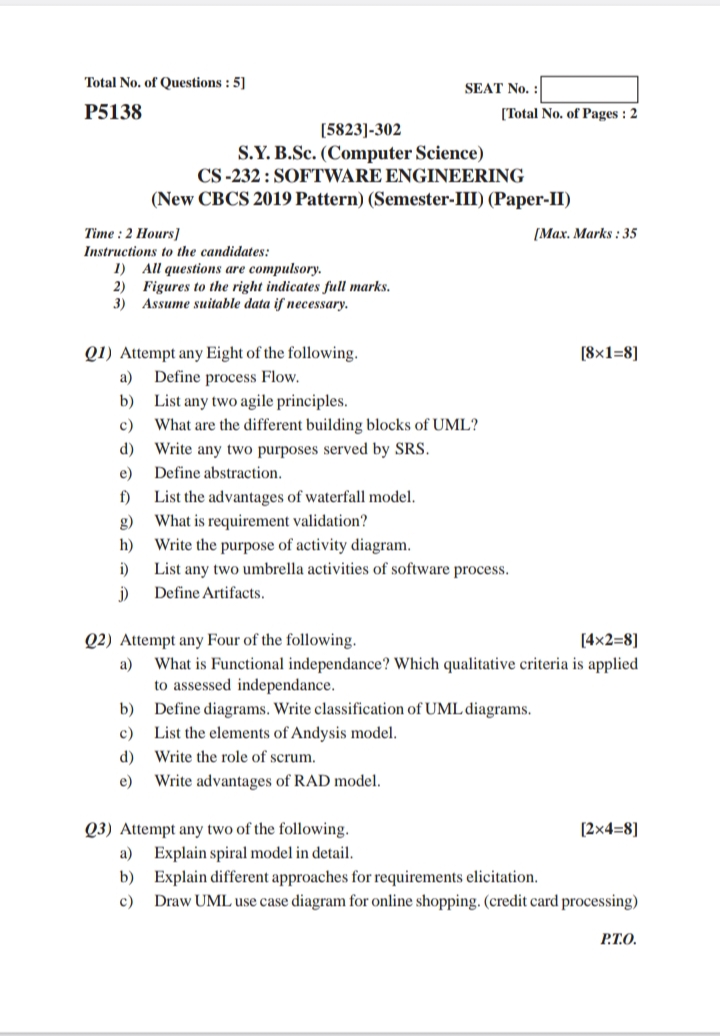 Total No. of Questions : 5]
SEAT No. :
P5138
[Total No. of Pages : 2
[5823]-302
S.Y. B.Sc. (Computer Science)
CS -232 : SOFTWARE ENGINEERING
(New CBCS 2019 Pattern) (Semester-III) (Paper-II)
Time : 2 Hours]
[Max. Marks : 35
Instructions to the candidates:
1) All questions are compulsory.
2) Figures to the right indicates full marks.
3) Assume suitable data if necessary.
Q1) Attempt any Eight of the following. [8×1=8]
a) Define process Flow.
b) List any two agile principles.
c) What are the different building blocks of UML?
d) Write any two purposes served by SRS.
e) Define abstraction.
f) List the advantages of waterfall model.
g) What is requirement validation?
h) Write the purpose of activity diagram.
i) List any two umbrella activities of software process.
j) Define Artifacts.
Q2) Attempt any Four of the following. [4×2=8]
a) What is Functional independance? Which qualitative criteria is applied
to assessed independance.
b) Define diagrams. Write classification of UML diagrams.
c) List the elements of Andysis model.
d) Write the role of scrum.
e) Write advantages of RAD model.
Q3) Attempt any two of the following. [2×4=8]
a) Explain spiral model in detail.
b) Explain different approaches for requirements elicitation.
c) Draw UML use case diagram for online shopping. (credit card processing)
P.T.O.